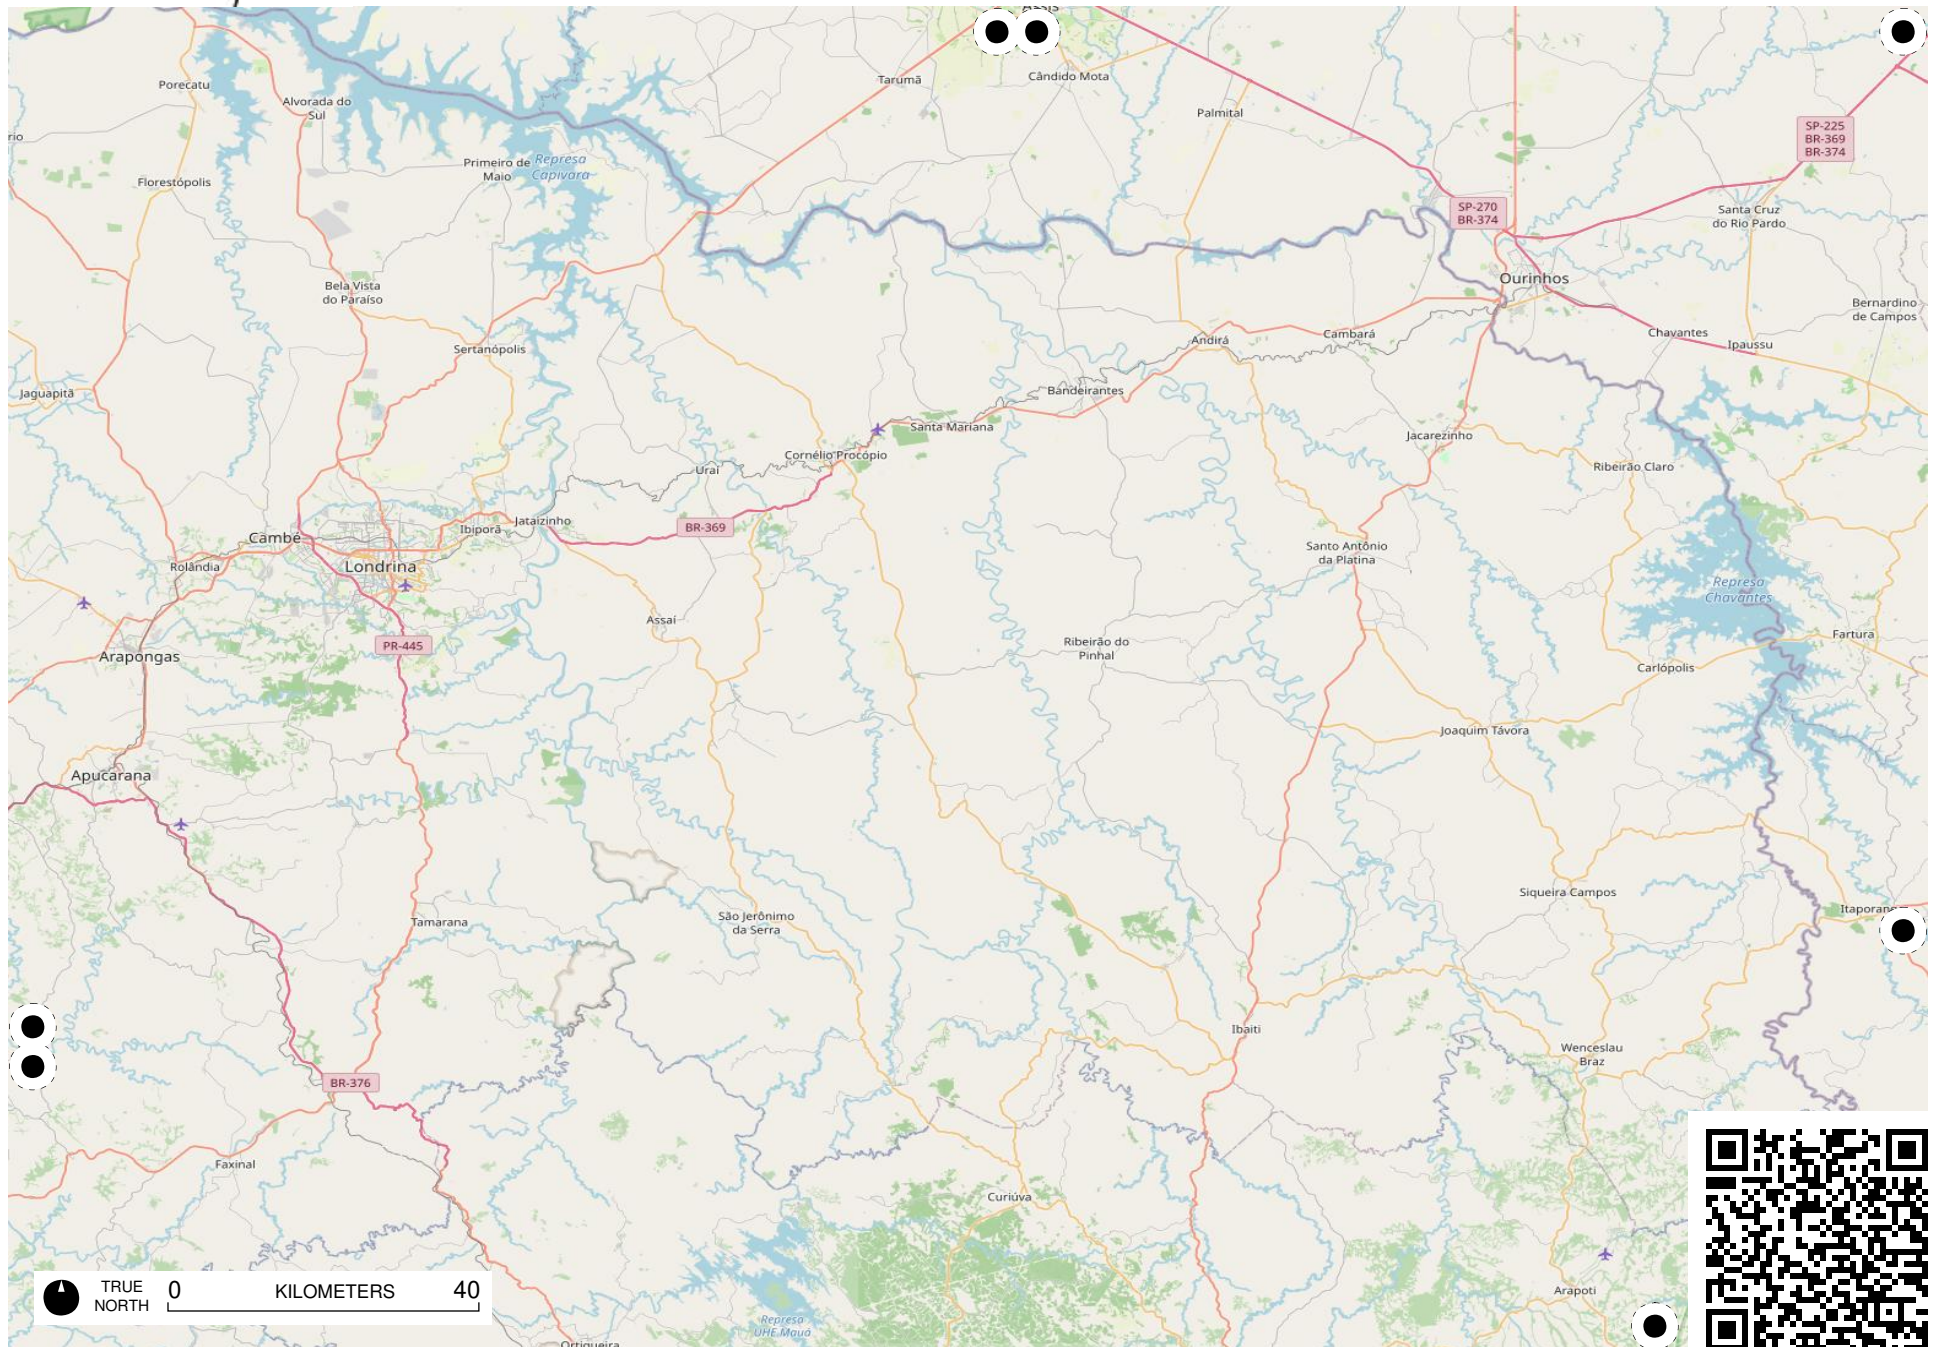 Assis
Tarumã
Cândido Mota
Porecatu
Alvorada do
Sul
Palmital
SP-225
BR-369
BR-374
rio
Primeiro de
Maio
Represa
Capivara
Florestópolis
SP-270
BR-374
Santa Cruz
do Rio Pardo
Ourinhos
Bela Vista
do Paraíso
Bernardino
de Campos
Chavantes
Ipaussu
Cambará
Andirá
Sertanópolis
Jaguapitã
Bandeirantes
Santa Mariana
Jacarezinho
Cornélio Procópio
Uraí
Ribeirão Claro
Jataizinho
Ibiporã
BR-369
Cambé
Londrina
Rolândia
Santo Antônio
da Platina
Represa
Chavantes
Assaí
Fartura
PR-445
Ribeirão do
Pinhal
Arapongas
Carlópolis
Joaquim Távora
Apucarana
Siqueira Campos
Itaporang
Tamarana
São Jerônimo
da Serra
Ibaiti
Wenceslau
Braz
BR-376
Faxinal
Curiúva
Arapoti
TRUE
NORTH
0 KILOMETERS 40
Represa
UHE Mauá
Ortigueira